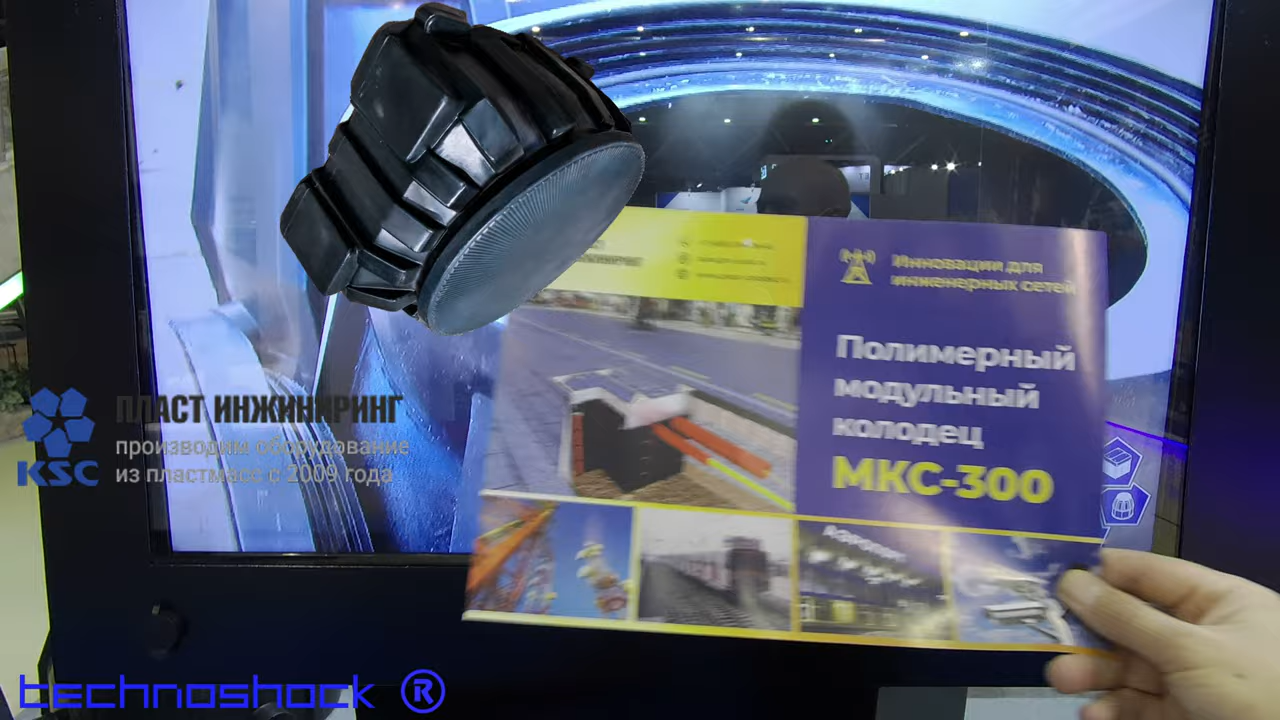 Инновации для
инженерных сетей
Полимерный
модульный
колодец
МКС-300
Аэропорт
KSC
ПЛАСТ ИНЖИНИРИНГ
производим оборудование
из пластмасс с 2009 года
technoshock ®